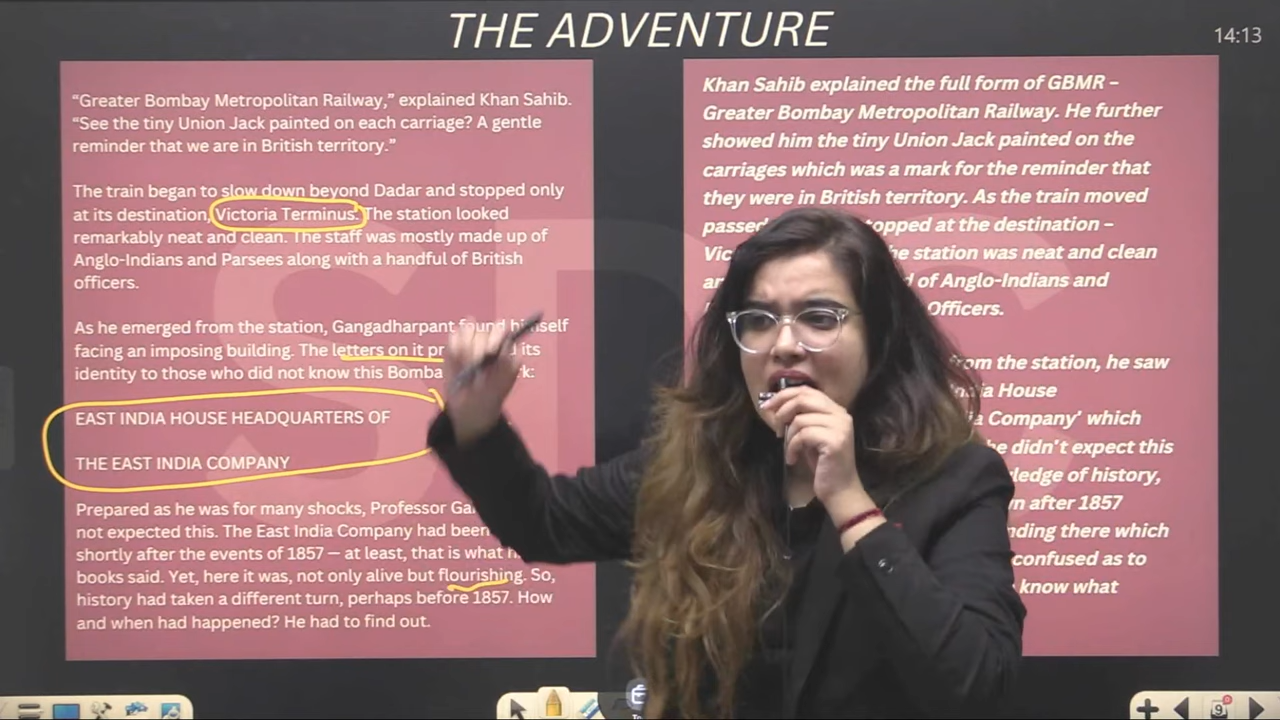 THE ADVENTURE
14:13
“Greater Bombay Metropolitan Railway,” explained Khan Sahib.
“See the tiny Union Jack painted on each carriage? A gentle
reminder that we are in British territory.”
The train began to slow down beyond Dadar and stopped only
at its destination, Victoria Terminus. The station looked
remarkably neat and clean. The staff was mostly made up of
Anglo-Indians and Parsees along with a handful of British
officers.
As he emerged from the station, Gangadharpant found himself
facing an imposing building. The letters on it its
identity to those who did not know this
EAST INDIA HOUSE HEADQUARTERS OF
THE EAST INDIA COMPANY
Prepared as he was for many shocks, Professor
not expected this. The East India Company had been
shortly after the events of 1857 — at least, that is what
books said. Yet, here it was, not only alive but flourishing. So,
history had taken a different turn, perhaps before 1857. How
and when had happened? He had to find out.
Khan Sahib explained the full form of GBMR –
Greater Bombay Metropolitan Railway. He further
showed him the tiny Union Jack painted on the
carriages which was a mark for the reminder that
they were in British territory. As the train moved
passed stopped at the destination –
the station was neat and clean
of Anglo-Indians and
Officers.
from the station, he saw
India House
Company’ which
he didn’t expect this
knowledge of history,
after 1857
there which
confused as to
know what